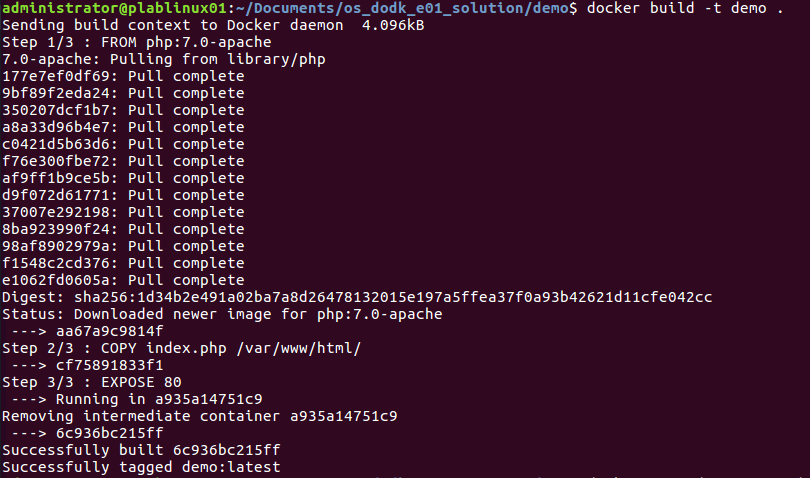 administrator@plablinux01:~/Documents/os_dodk_e01_solution/demo$ docker build -t demo .
Sending build context to Docker daemon  4.096kB
Step 1/3 : FROM php:7.0-apache
7.0-apache: Pulling from library/php
177e7ef0df69: Pull complete
9bf89f2eda24: Pull complete
350207dcf1b7: Pull complete
a8a33d96b4e7: Pull complete
c0421d5b63d6: Pull complete
f76e300fbe72: Pull complete
af9ff1b9ce5b: Pull complete
d9f072d61771: Pull complete
37007e292198: Pull complete
8ba923990f24: Pull complete
98af8902979a: Pull complete
f1548c2cd376: Pull complete
e1062fd0605a: Pull complete
Digest: sha256:1d34b2e491a02ba7a8d26478132015e197a5ffea37f0a93b42621d11cfe042cc
Status: Downloaded newer image for php:7.0-apache
 ---> aa67a9c9814f
Step 2/3 : COPY index.php /var/www/html/
 ---> cf75891833f1
Step 3/3 : EXPOSE 80
 ---> Running in a935a14751c9
Removing intermediate container a935a14751c9
 ---> 6c936bc215ff
Successfully built 6c936bc215ff
Successfully tagged demo:latest